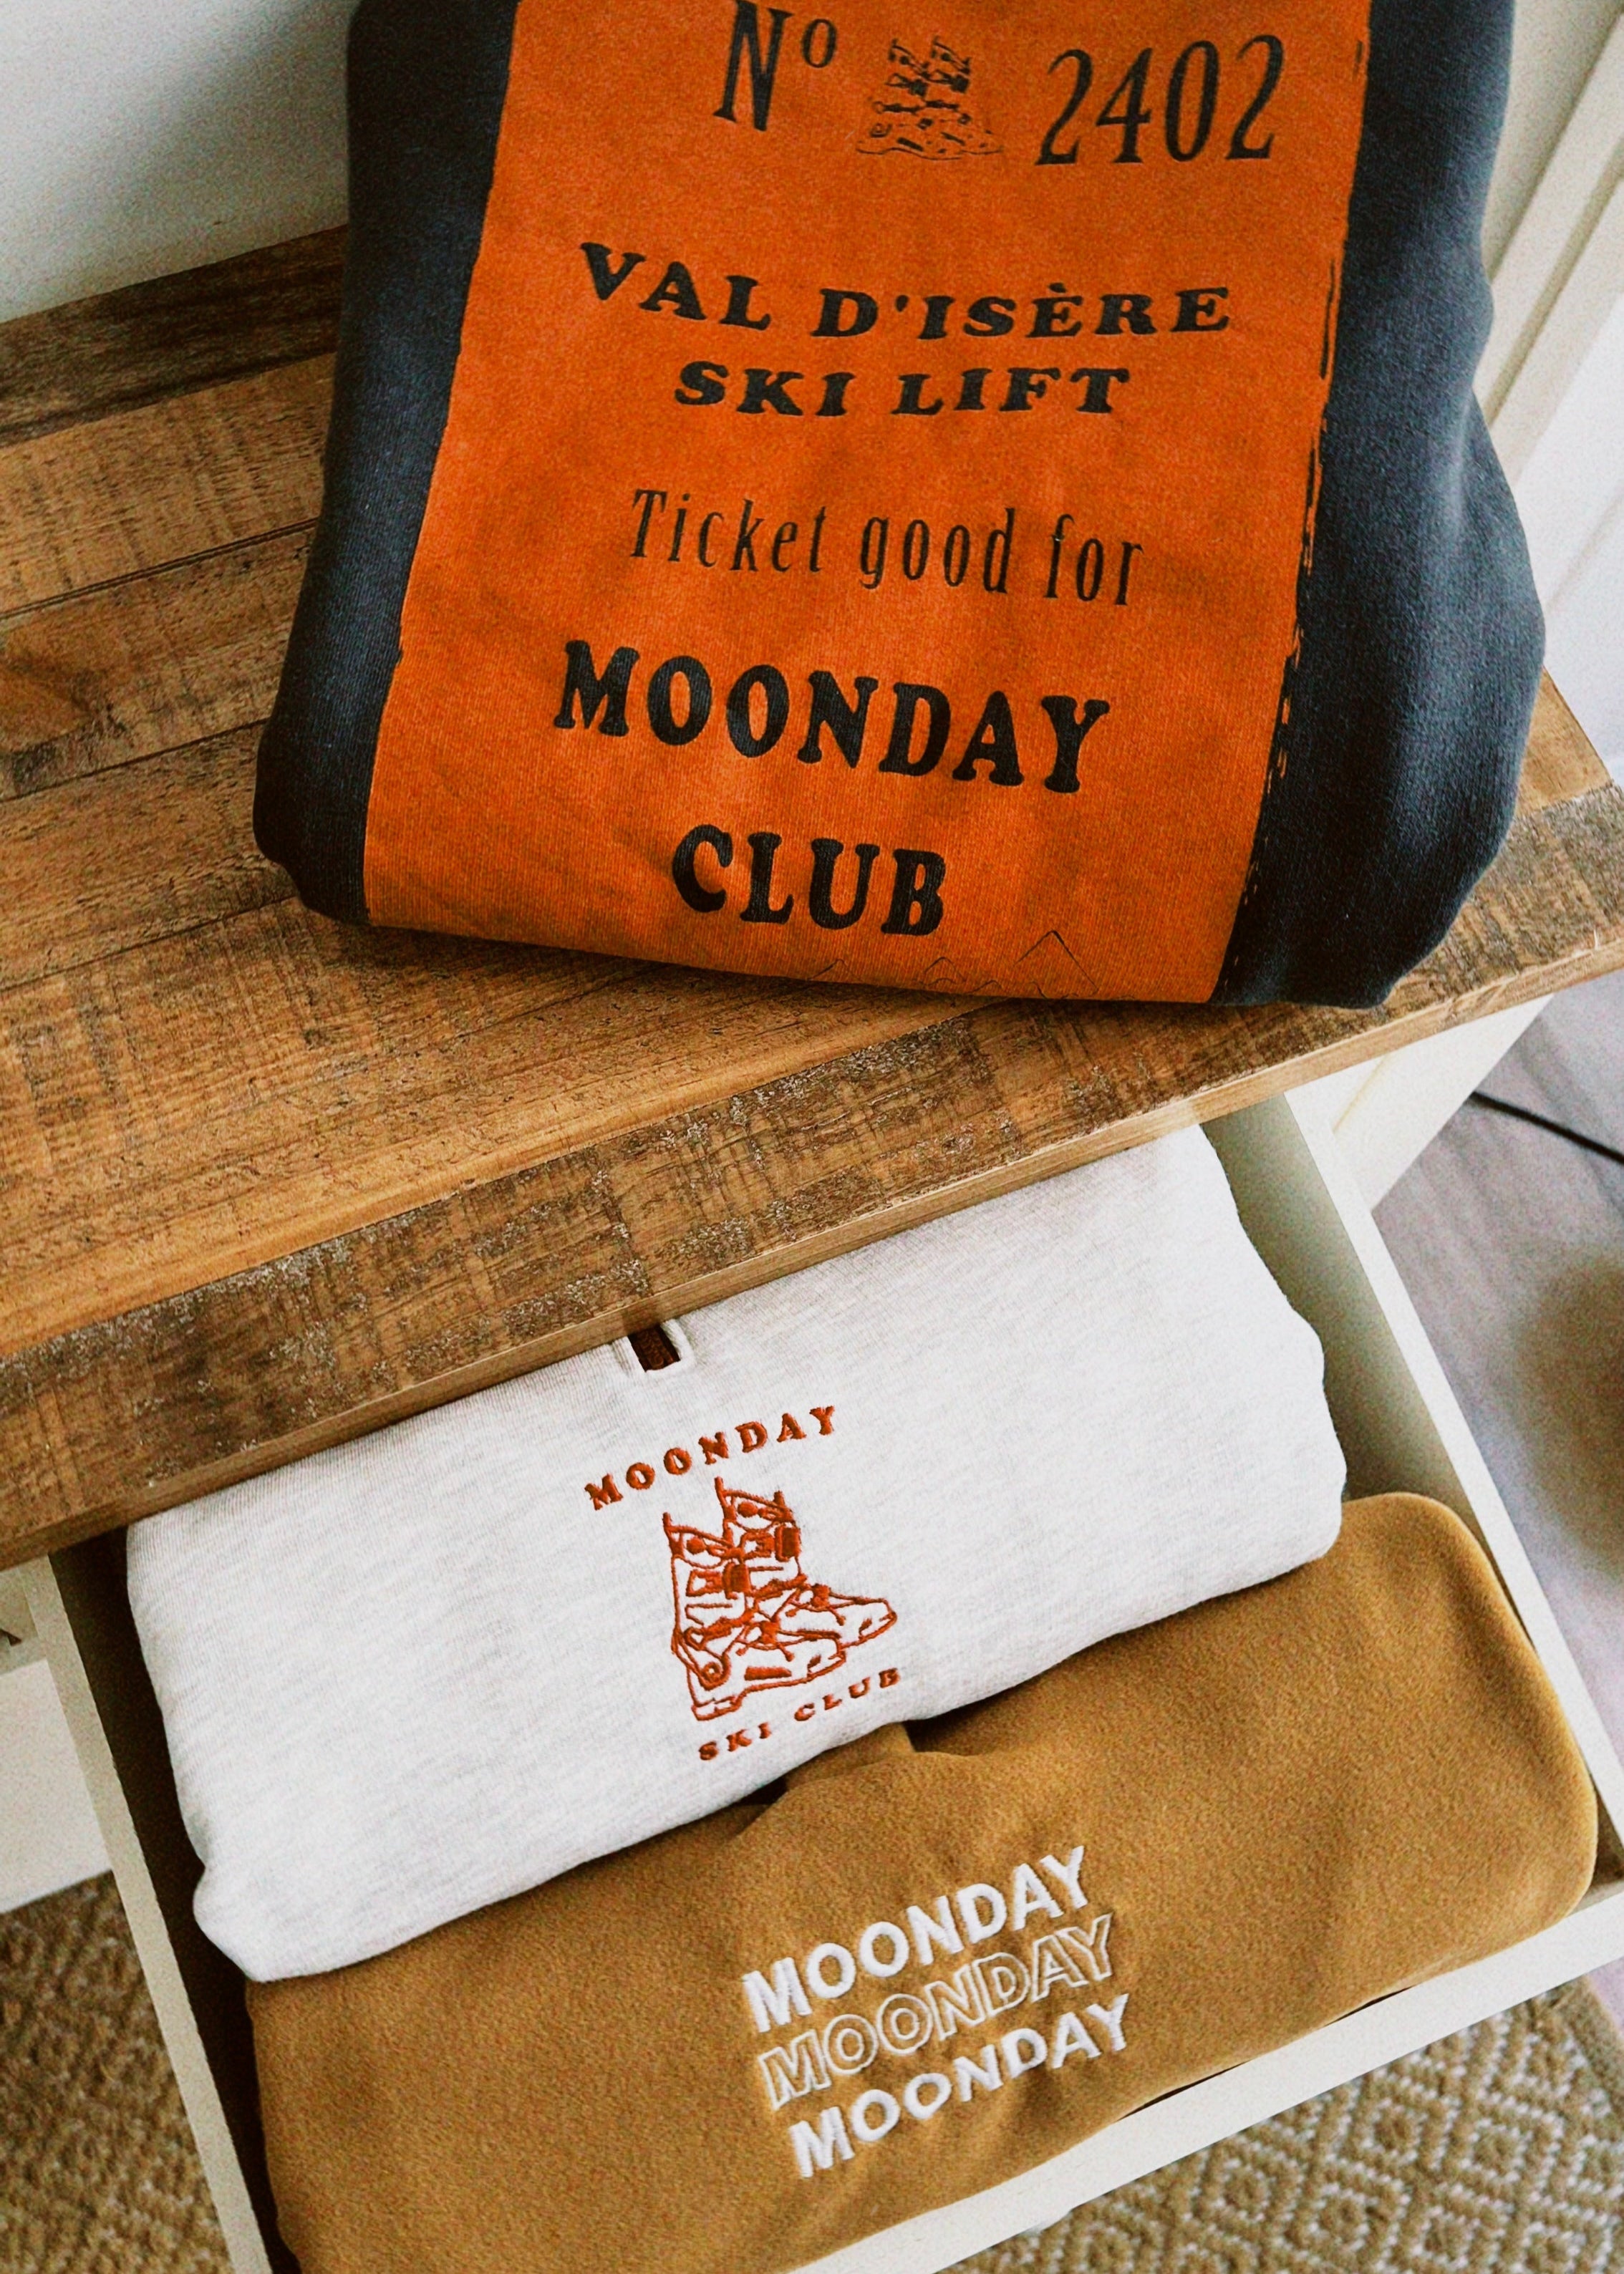 Nº 2402
VAL D'ISÈRE
SKI LIFT
Ticket good for
MOONDAY
CLUB
MOONDAY
SKI CLUB
MOONDAY
MOONDAY
MOONDAY